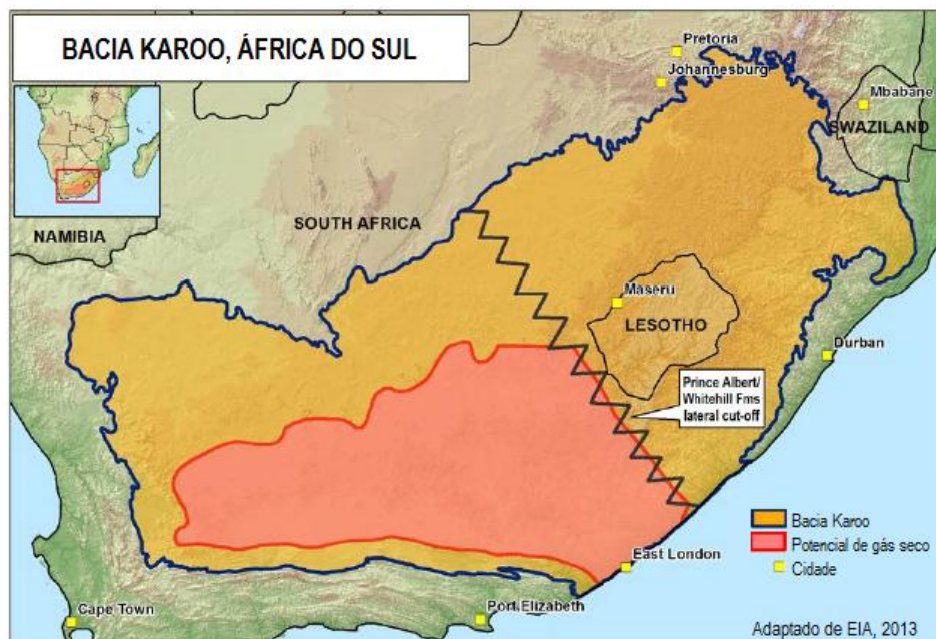 BACIA KAROO, ÁFRICA DO SUL
Pretoria
Johannesburg
Mbabane
SWAZILAND
SOUTH AFRICA
NAMIBIA
Maseru
LESOTHO
Durban
Prince Albert/
Whitehill Fms
lateral cut-off
Bacia Karoo
Potencial de gás seco
Cidade
East London
Cape Town
Port Elizabeth
Adaptado de EIA, 2013